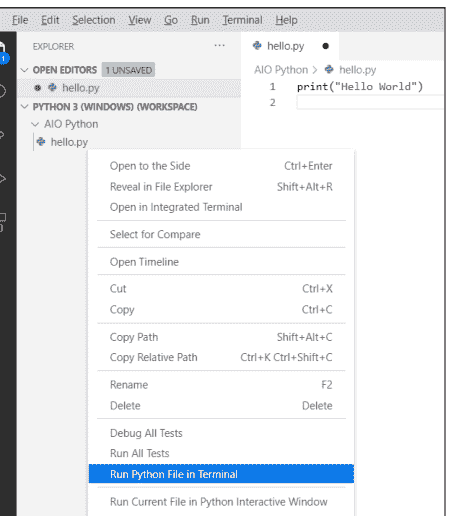 File Edit Selection View Go Run Terminal Help
EXPLORER ... hello.py ●
OPEN EDITORS 1 UNSAVED AIO Python > hello.py
● hello.py 1 print("Hello World")
PYTHON 3 (WINDOWS) (WORKSPACE) 2
AIO Python
hello.py
Open to the Side Ctrl+Enter
Reveal in File Explorer Shift+Alt+R
Open in Integrated Terminal
Select for Compare
Open Timeline
Cut Ctrl+X
Copy Ctrl+C
Copy Path Shift+Alt+C
Copy Relative Path Ctrl+K Ctrl+Shift+C
Rename F2
Delete Delete
Debug All Tests
Run All Tests
Run Python File in Terminal
Run Current File in Python Interactive Window
1